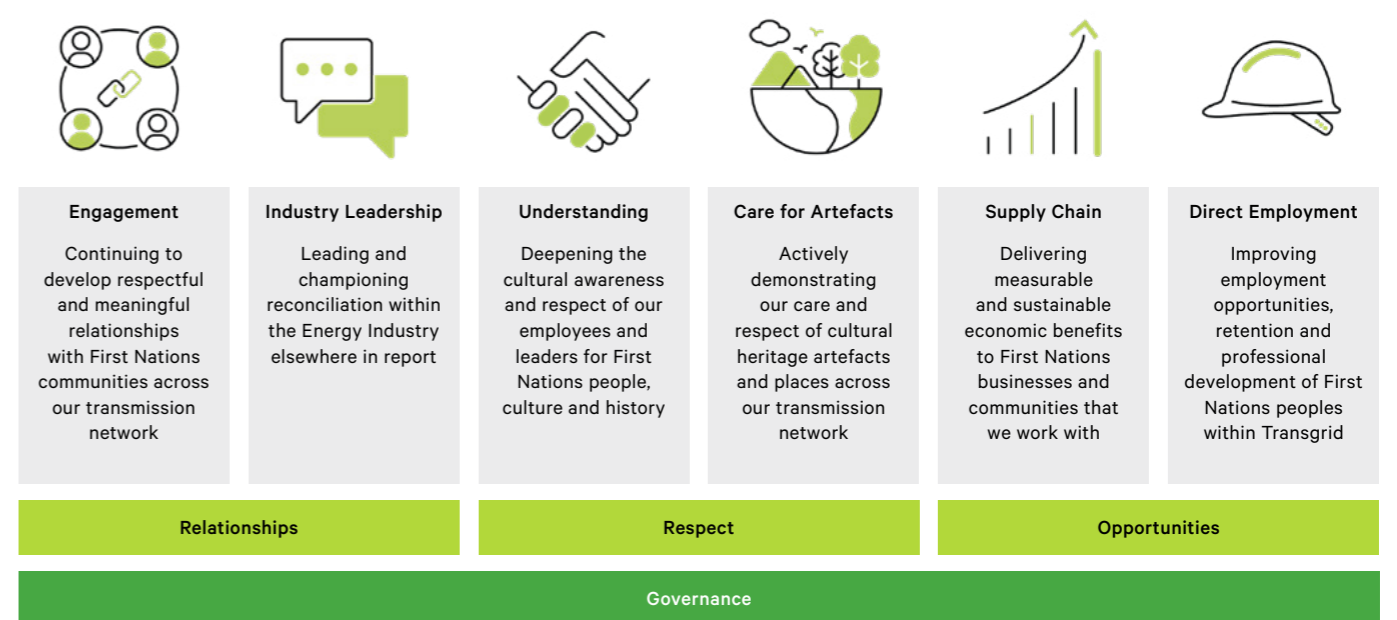 Engagement
Continuing to
develop respectful
and meaningful
relationships
with First Nations
communities across
our transmission
network
Industry Leadership
Leading and
championing
reconciliation within
the Energy Industry
elsewhere in report
Understanding
Deepening the
cultural awareness
and respect of our
employees and
leaders for First
Nations people,
culture and history
Care for Artefacts
Actively
demonstrating
our care and
respect of cultural
heritage artefacts
and places across
our transmission
network
Supply Chain
Delivering
measurable
and sustainable
economic benefits
to First Nations
businesses and
communities that
we work with
Direct Employment
Improving
employment
opportunities,
retention and
professional
development of First
Nations peoples
within Transgrid
Relationships
Respect
Opportunities
Governance